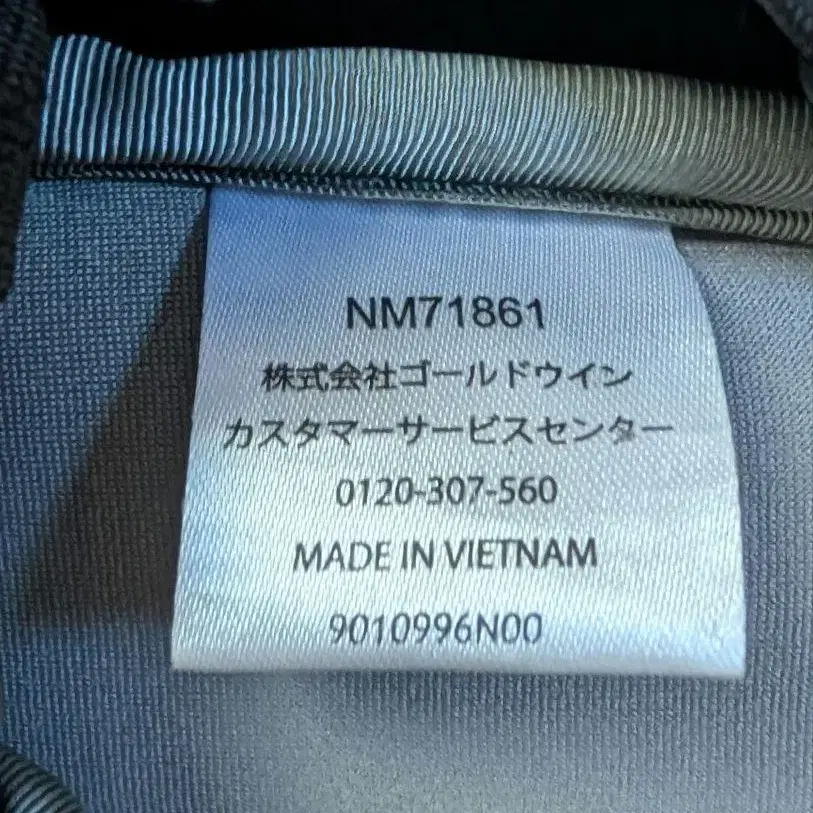 NM71861
株式会社ゴールドウイン
カスタマーサービスセンター
0120-307-560
MADE IN VIETNAM
9010996N00